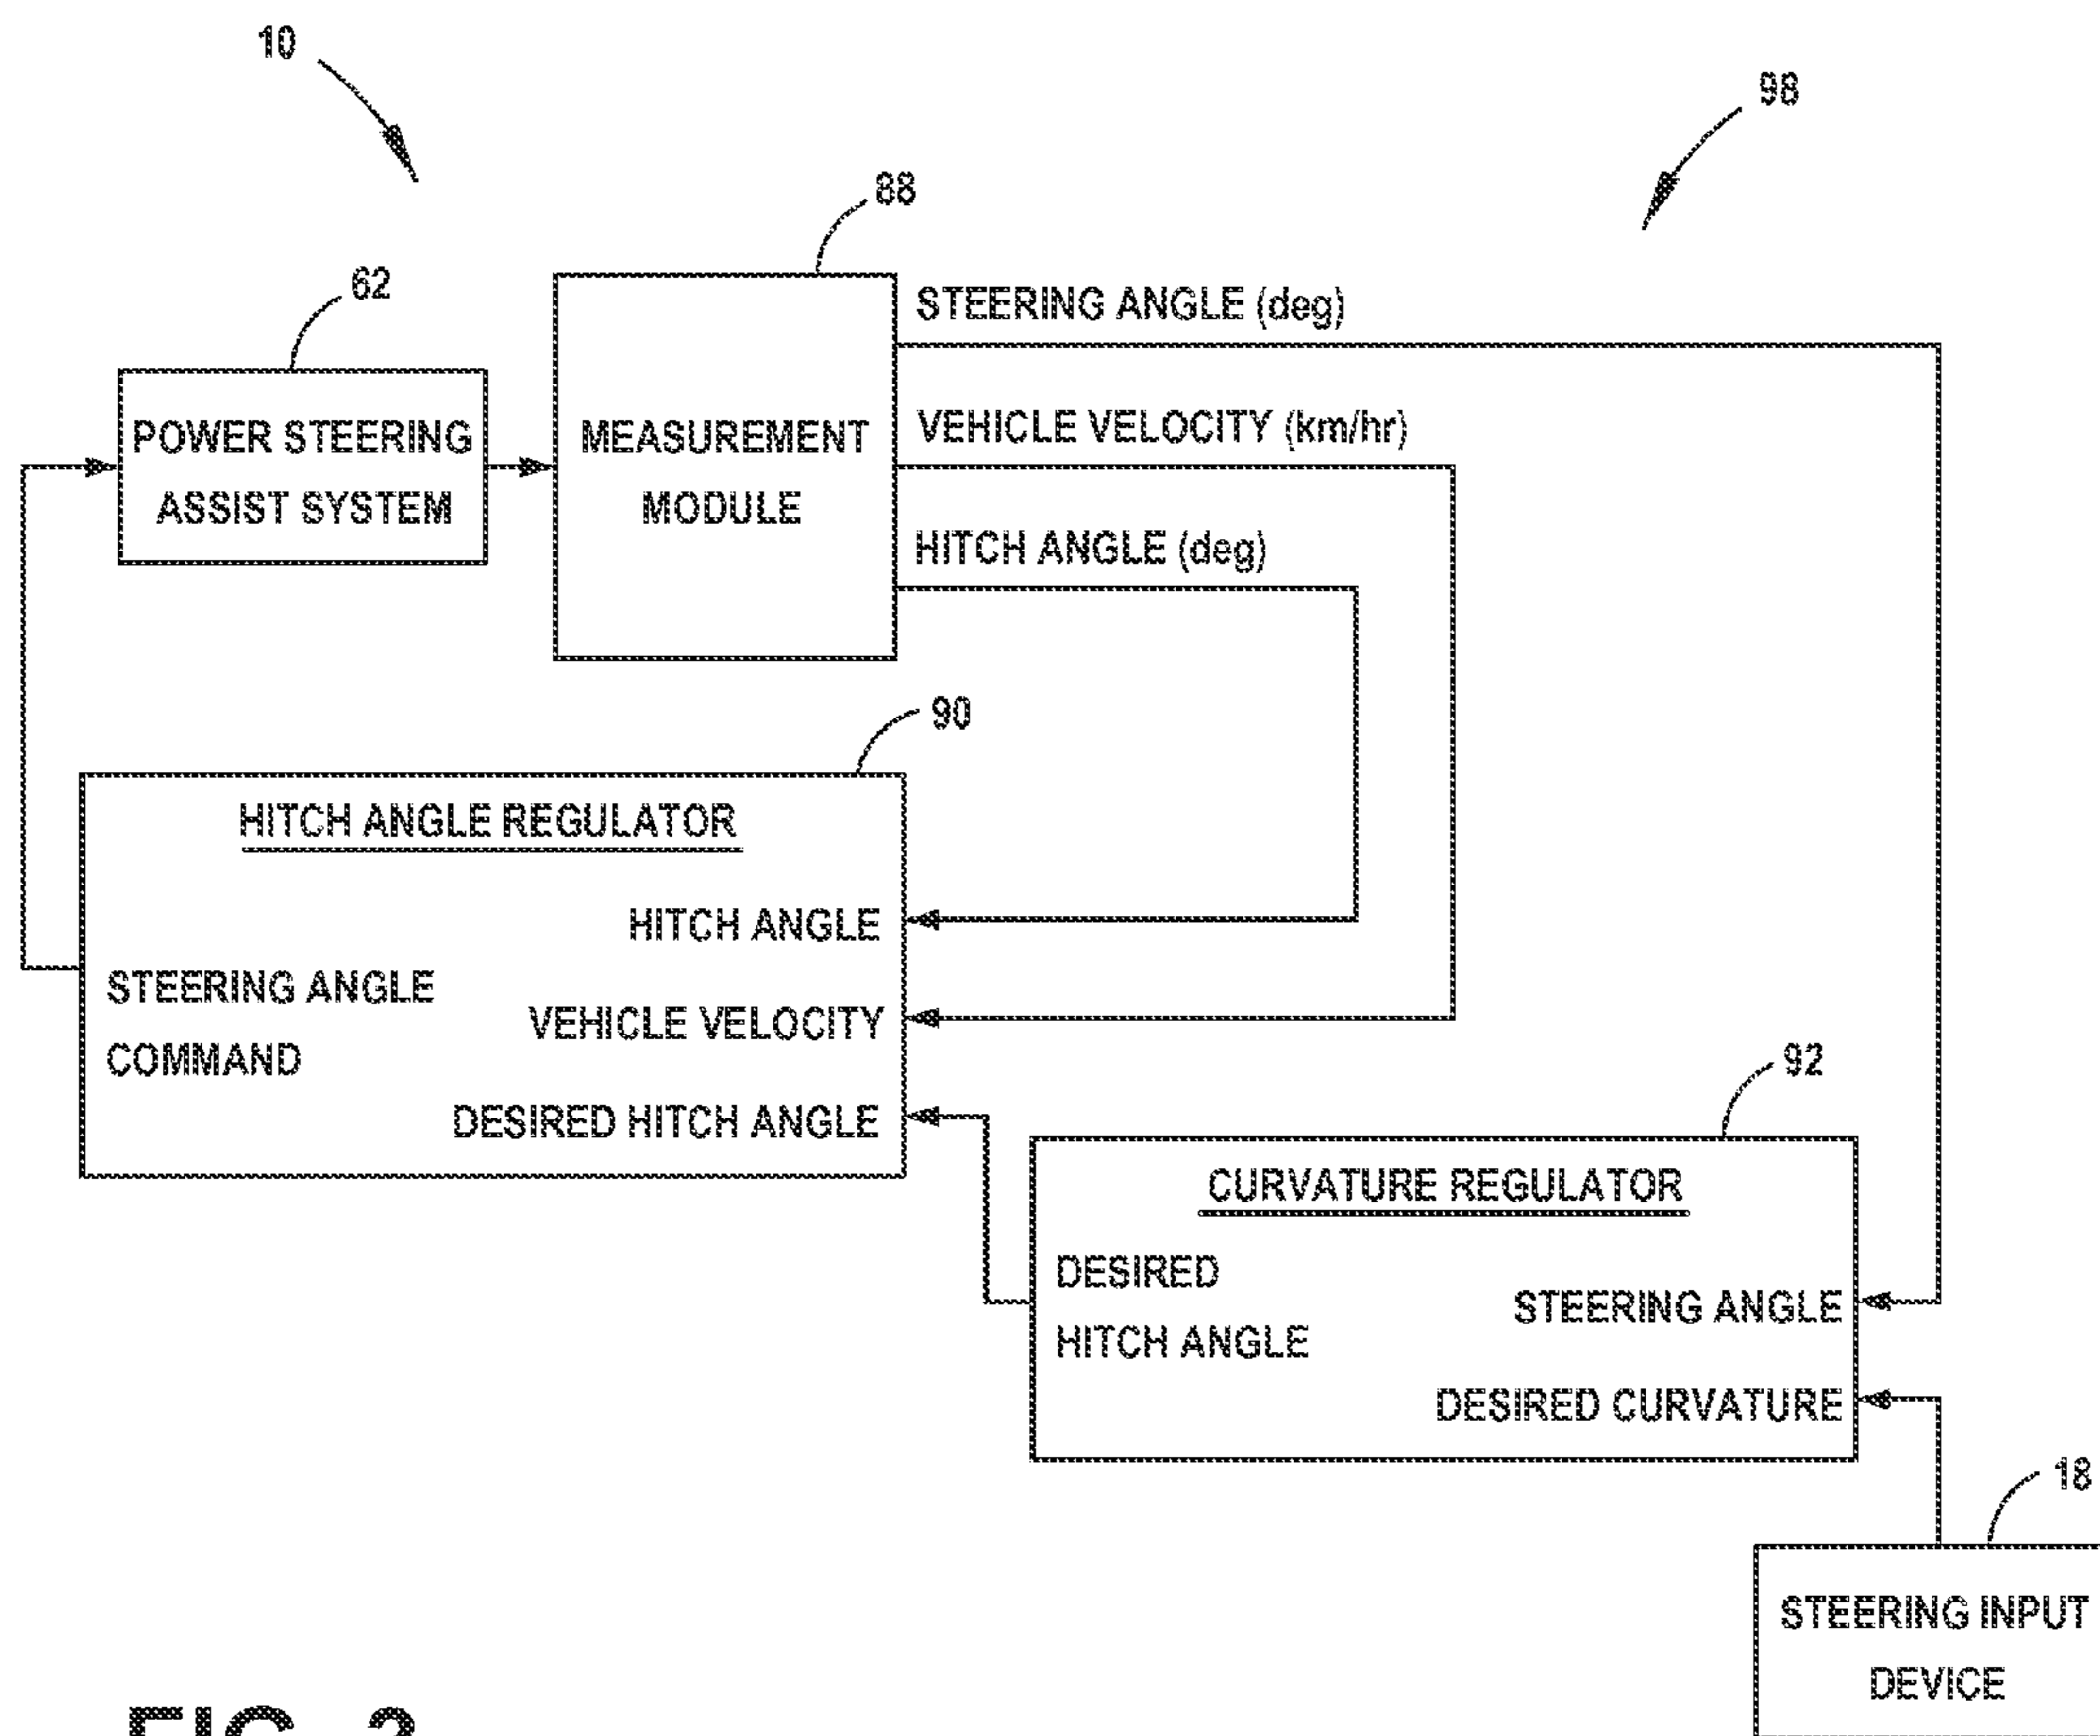 10
98
88
62
STEERING ANGLE (deg)
VEHICLE VELOCITY (km/hr)
HITCH ANGLE (deg)
POWER STEERING
ASSIST SYSTEM
MEASUREMENT
MODULE
90
HITCH ANGLE REGULATOR
HITCH ANGLE
STEERING ANGLE
COMMAND
VEHICLE VELOCITY
DESIRED HITCH ANGLE
92
CURVATURE REGULATOR
DESIRED
HITCH ANGLE
STEERING ANGLE
DESIRED CURVATURE
18
STEERING INPUT
DEVICE